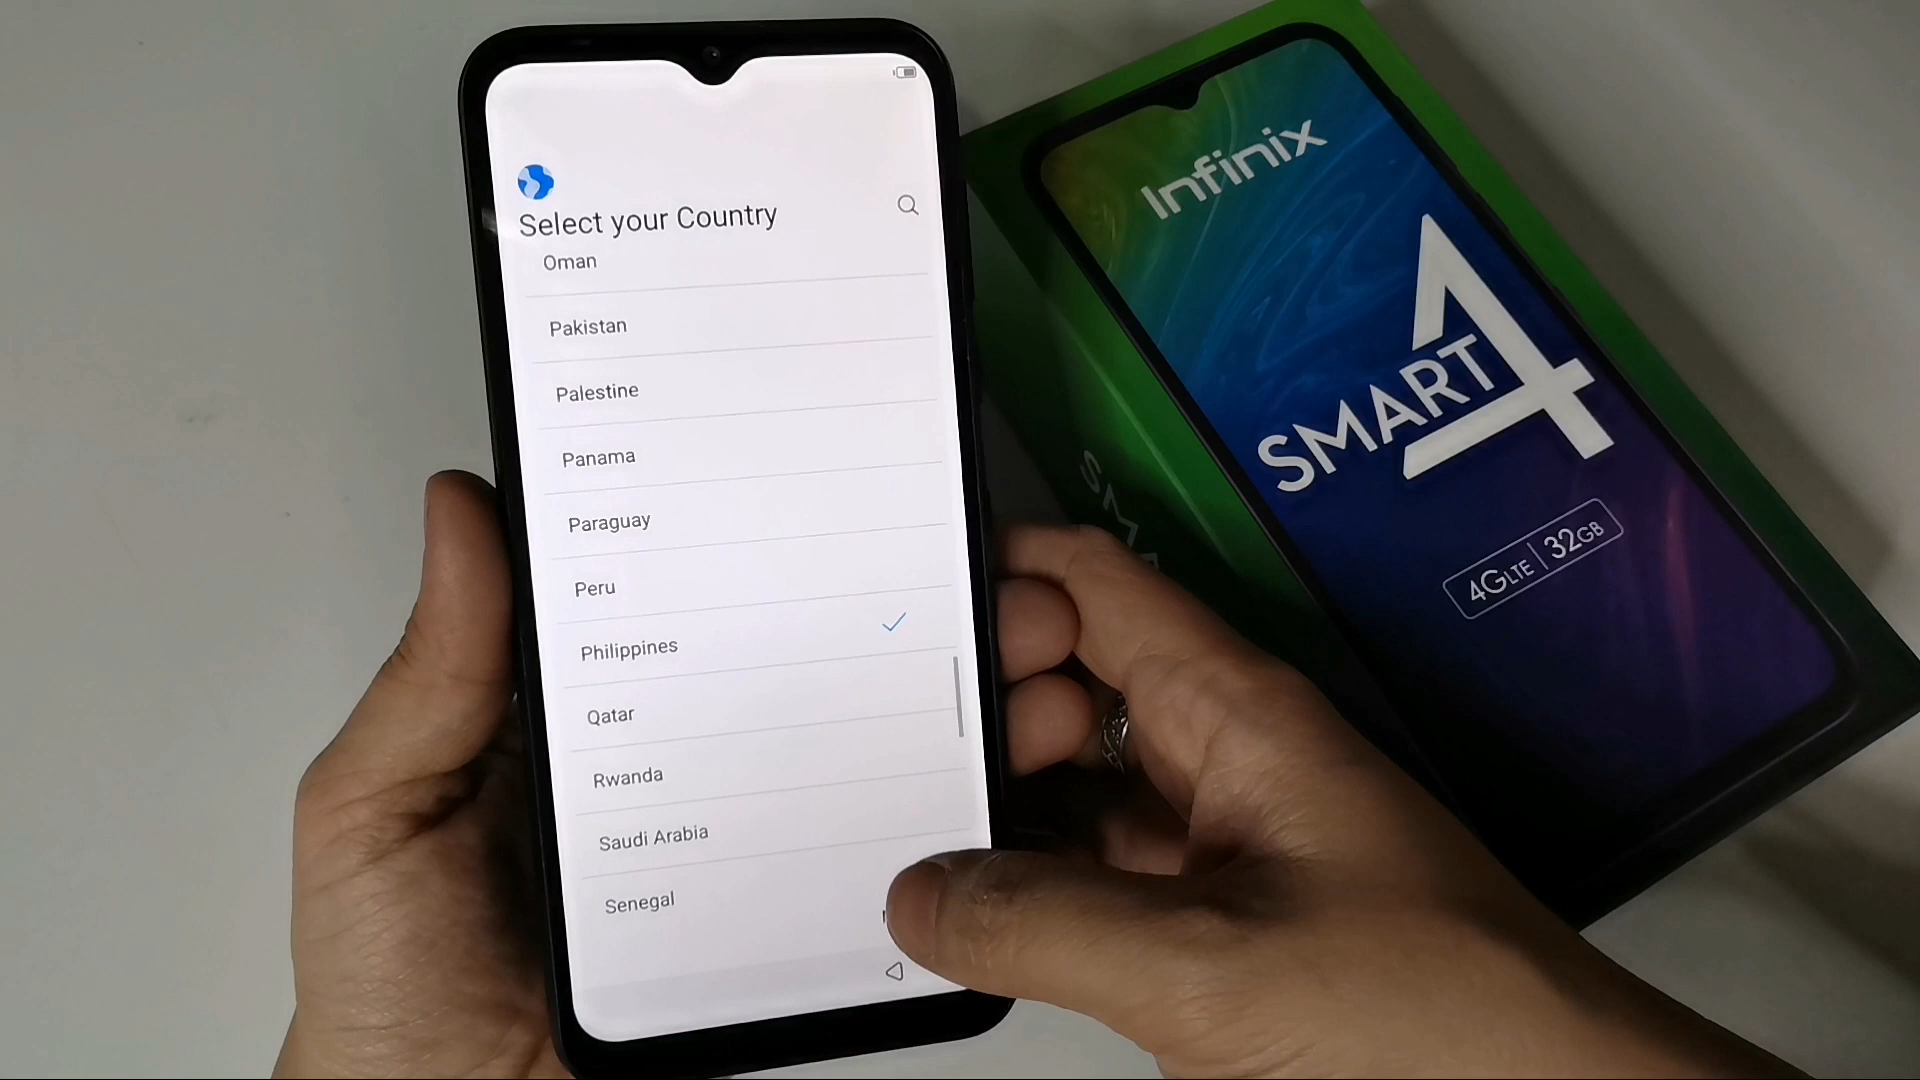 Select your Country
Oman
Pakistan
Palestine
Panama
Paraguay
Peru
Philippines
Qatar
Rwanda
Saudi Arabia
Senegal
Infinix
SMART 4
4G LTE | 32GB
SMA